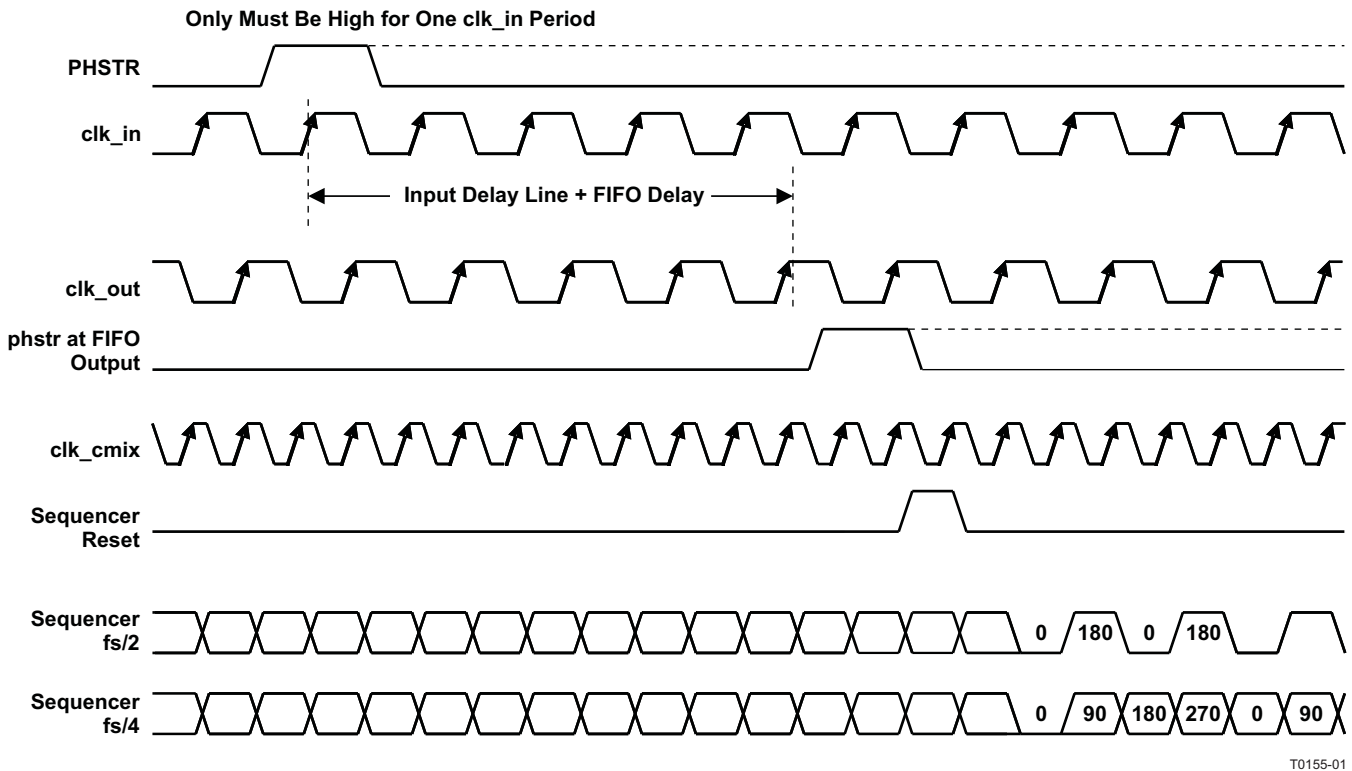 Only Must Be High for One clk_in Period
PHSTR
clk_in
Input Delay Line + FIFO Delay
clk_out
phstr at FIFO
Output
clk_cmix
Sequencer
Reset
Sequencer
fs/2
0 180 0 180
Sequencer
fs/4
0 90 180 270 0 90
T0155-01